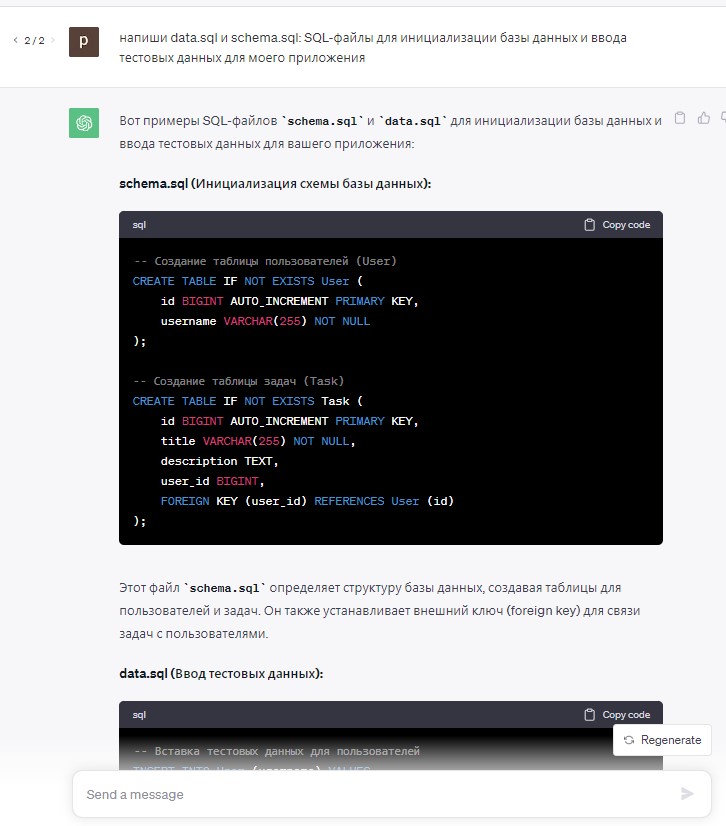 2 / 2
p
напиши data.sql и schema.sql: SQL-файлы для инициализации базы данных и ввода
тестовых данных для моего приложения
Вот примеры SQL-файлов `schema.sql` и `data.sql` для инициализации базы данных и
ввода тестовых данных для вашего приложения:
schema.sql (Инициализация схемы базы данных):
sql
Copy code
-- Создание таблицы пользователей (User)
CREATE TABLE IF NOT EXISTS User (
    id BIGINT AUTO_INCREMENT PRIMARY KEY,
    username VARCHAR(255) NOT NULL
);
-- Создание таблицы задач (Task)
CREATE TABLE IF NOT EXISTS Task (
    id BIGINT AUTO_INCREMENT PRIMARY KEY,
    title VARCHAR(255) NOT NULL,
    description TEXT,
    user_id BIGINT,
    FOREIGN KEY (user_id) REFERENCES User (id)
);
Этот файл `schema.sql` определяет структуру базы данных, создавая таблицы для
пользователей и задач. Он также устанавливает внешний ключ (foreign key) для связи
задач с пользователями.
data.sql (Ввод тестовых данных):
sql
Copy code
-- Вставка тестовых данных для пользователей
INSERT INTO User (username) VALUES
Regenerate
Send a message